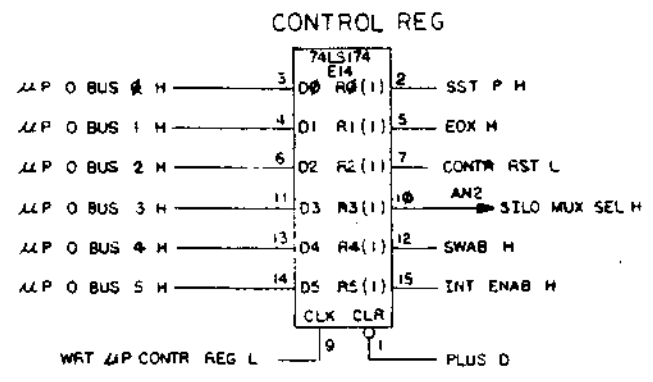 CONTROL REG
74LS174
E14
µP O BUS 0 H 3 D0 R0(1) 2 SST P H
µP O BUS 1 H 4 D1 R1(1) 5 EOX H
µP O BUS 2 H 6 D2 R2(1) 7 CONTR RST L
µP O BUS 3 H 11 D3 R3(1) 10 AN2 SILO MUX SEL H
µP O BUS 4 H 13 D4 R4(1) 12 SWAB H
µP O BUS 5 H 14 D5 R5(1) 15 INT ENAB H
CLK CLR
WRT µP CONTR REG L 9 1 PLUS D